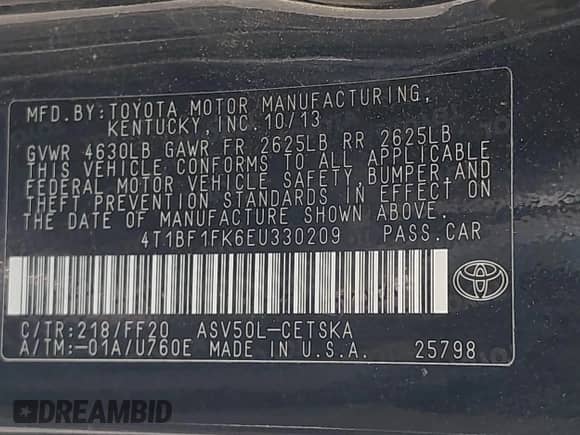 MFD.BY:TOYOTA MOTOR MANUFACTURING,
KENTUCKY,INC.10/13
GVWR 4630LB GAWR FR 2625LB RR 2625LB
THIS VEHICLE CONFORMS TO ALL APPLICABLE
FEDERAL MOTOR VEHICLE SAFETY,BUMPER,AND
THEFT PREVENTION STANDARDS IN EFFECT ON
THE DATE OF MANUFACTURE SHOWN ABOVE.
4T1BF1FK6EU330209 PASS.CAR
C/TR:218/FF20 ASV50L-CETSKA
A/TM:-01A/U760E MADE IN U.S.A. 25798
DREAMBID